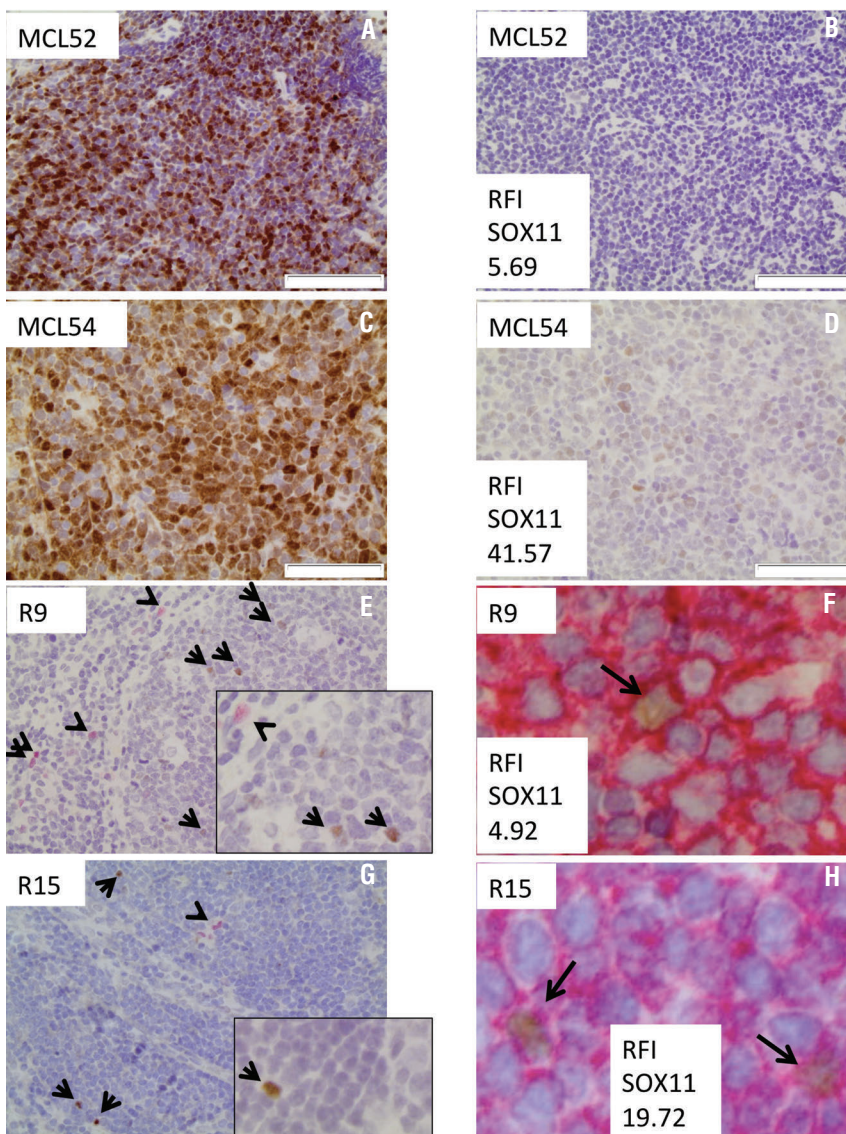 MCL52
A
MCL52
B
RFI
SOX11
5.69
MCL54
C
MCL54
D
RFI
SOX11
41.57
R9
E
R9
F
RFI
SOX11
4.92
R15
G
R15
H
RFI
SOX11
19.72